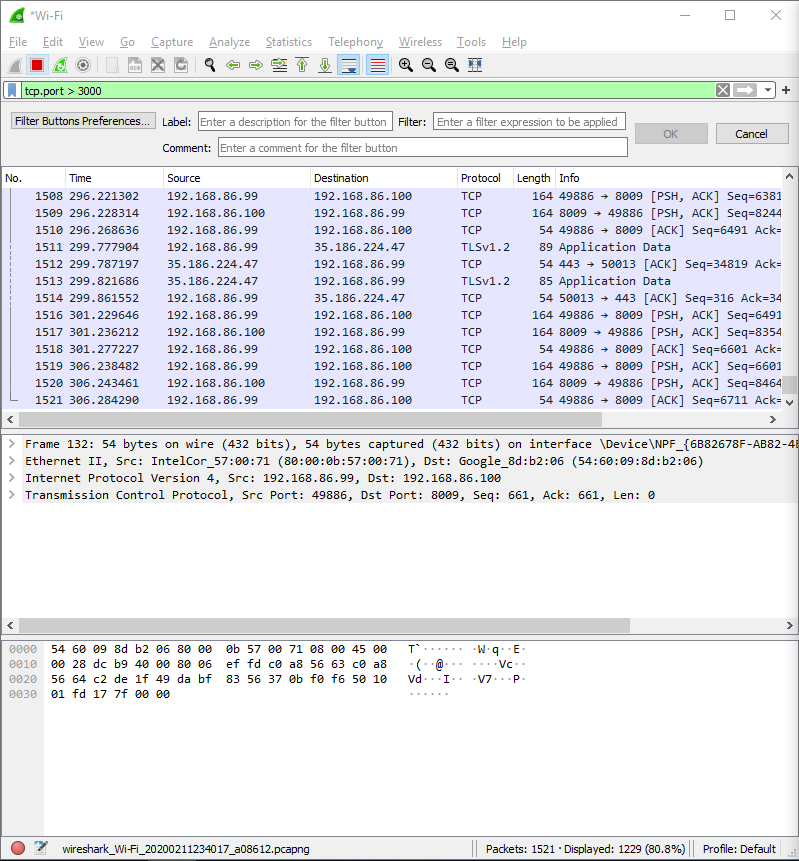 *Wi-Fi
File Edit View Go Capture Analyze Statistics Telephony Wireless Tools Help
tcp.port > 3000
Filter Buttons Preferences... Label: Enter a description for the filter button Filter: Enter a filter expression to be applied OK Cancel
Comment: Enter a comment for the filter button
No. Time Source Destination Protocol Length Info
1508 296.221302 192.168.86.99 192.168.86.100 TCP 164 49886 → 8009 [PSH, ACK] Seq=6381
1509 296.228314 192.168.86.100 192.168.86.99 TCP 164 8009 → 49886 [PSH, ACK] Seq=8244
1510 296.268636 192.168.86.99 192.168.86.100 TCP 54 49886 → 8009 [ACK] Seq=6491 Ack=
1511 299.777904 192.168.86.99 35.186.224.47 TLSv1.2 89 Application Data
1512 299.787197 35.186.224.47 192.168.86.99 TCP 54 443 → 50013 [ACK] Seq=34819 Ack=
1513 299.821686 35.186.224.47 192.168.86.99 TLSv1.2 85 Application Data
1514 299.861552 192.168.86.99 35.186.224.47 TCP 54 50013 → 443 [ACK] Seq=316 Ack=34
1516 301.229646 192.168.86.99 192.168.86.100 TCP 164 49886 → 8009 [PSH, ACK] Seq=6491
1517 301.236212 192.168.86.100 192.168.86.99 TCP 164 8009 → 49886 [PSH, ACK] Seq=8354
1518 301.277227 192.168.86.99 192.168.86.100 TCP 54 49886 → 8009 [ACK] Seq=6601 Ack=
1519 306.238482 192.168.86.99 192.168.86.100 TCP 164 49886 → 8009 [PSH, ACK] Seq=6601
1520 306.243461 192.168.86.100 192.168.86.99 TCP 164 8009 → 49886 [PSH, ACK] Seq=8464
1521 306.284290 192.168.86.99 192.168.86.100 TCP 54 49886 → 8009 [ACK] Seq=6711 Ack=
Frame 132: 54 bytes on wire (432 bits), 54 bytes captured (432 bits) on interface \Device\NPF_{6B82678F-AB82-4E
Ethernet II, Src: IntelCor_57:00:71 (80:00:0b:57:00:71), Dst: Google_8d:b2:06 (54:60:09:8d:b2:06)
Internet Protocol Version 4, Src: 192.168.86.99, Dst: 192.168.86.100
Transmission Control Protocol, Src Port: 49886, Dst Port: 8009, Seq: 661, Ack: 661, Len: 0
0000 54 60 09 8d b2 06 80 00 0b 57 00 71 08 00 45 00 T`······ ·W·q··E·
0010 00 28 dc b9 40 00 80 06 ef fd c0 a8 56 63 c0 a8 ·(··@··· ····Vc··
0020 56 64 c2 de 1f 49 da bf 83 56 37 0b f0 f6 50 10 Vd···I·· ·V7···P·
0030 01 fd 17 7f 00 00 ······
wireshark_Wi-Fi_20200211234017_a08612.pcapng Packets: 1521 · Displayed: 1229 (80.8%) Profile: Default